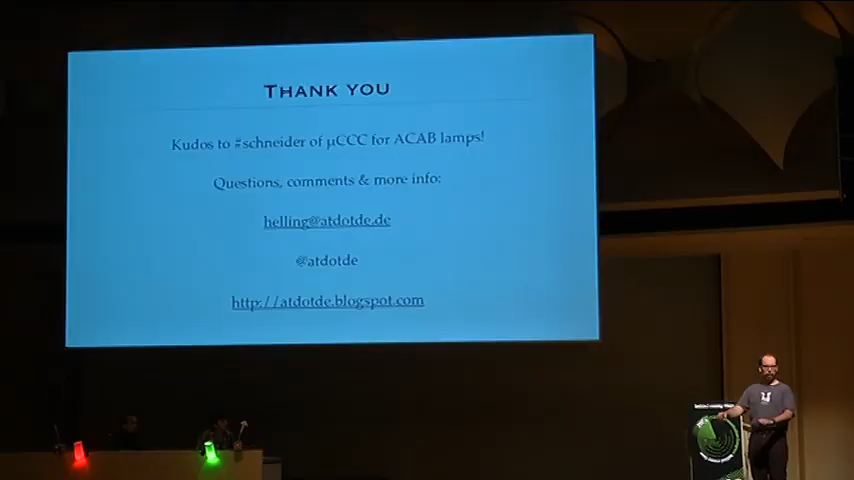 THANK YOU
Kudos to #schneider of µCCC for ACAB lamps!
Questions, comments & more info:
helling@atdotde.de
@atdotde
http://atdotde.blogspot.com